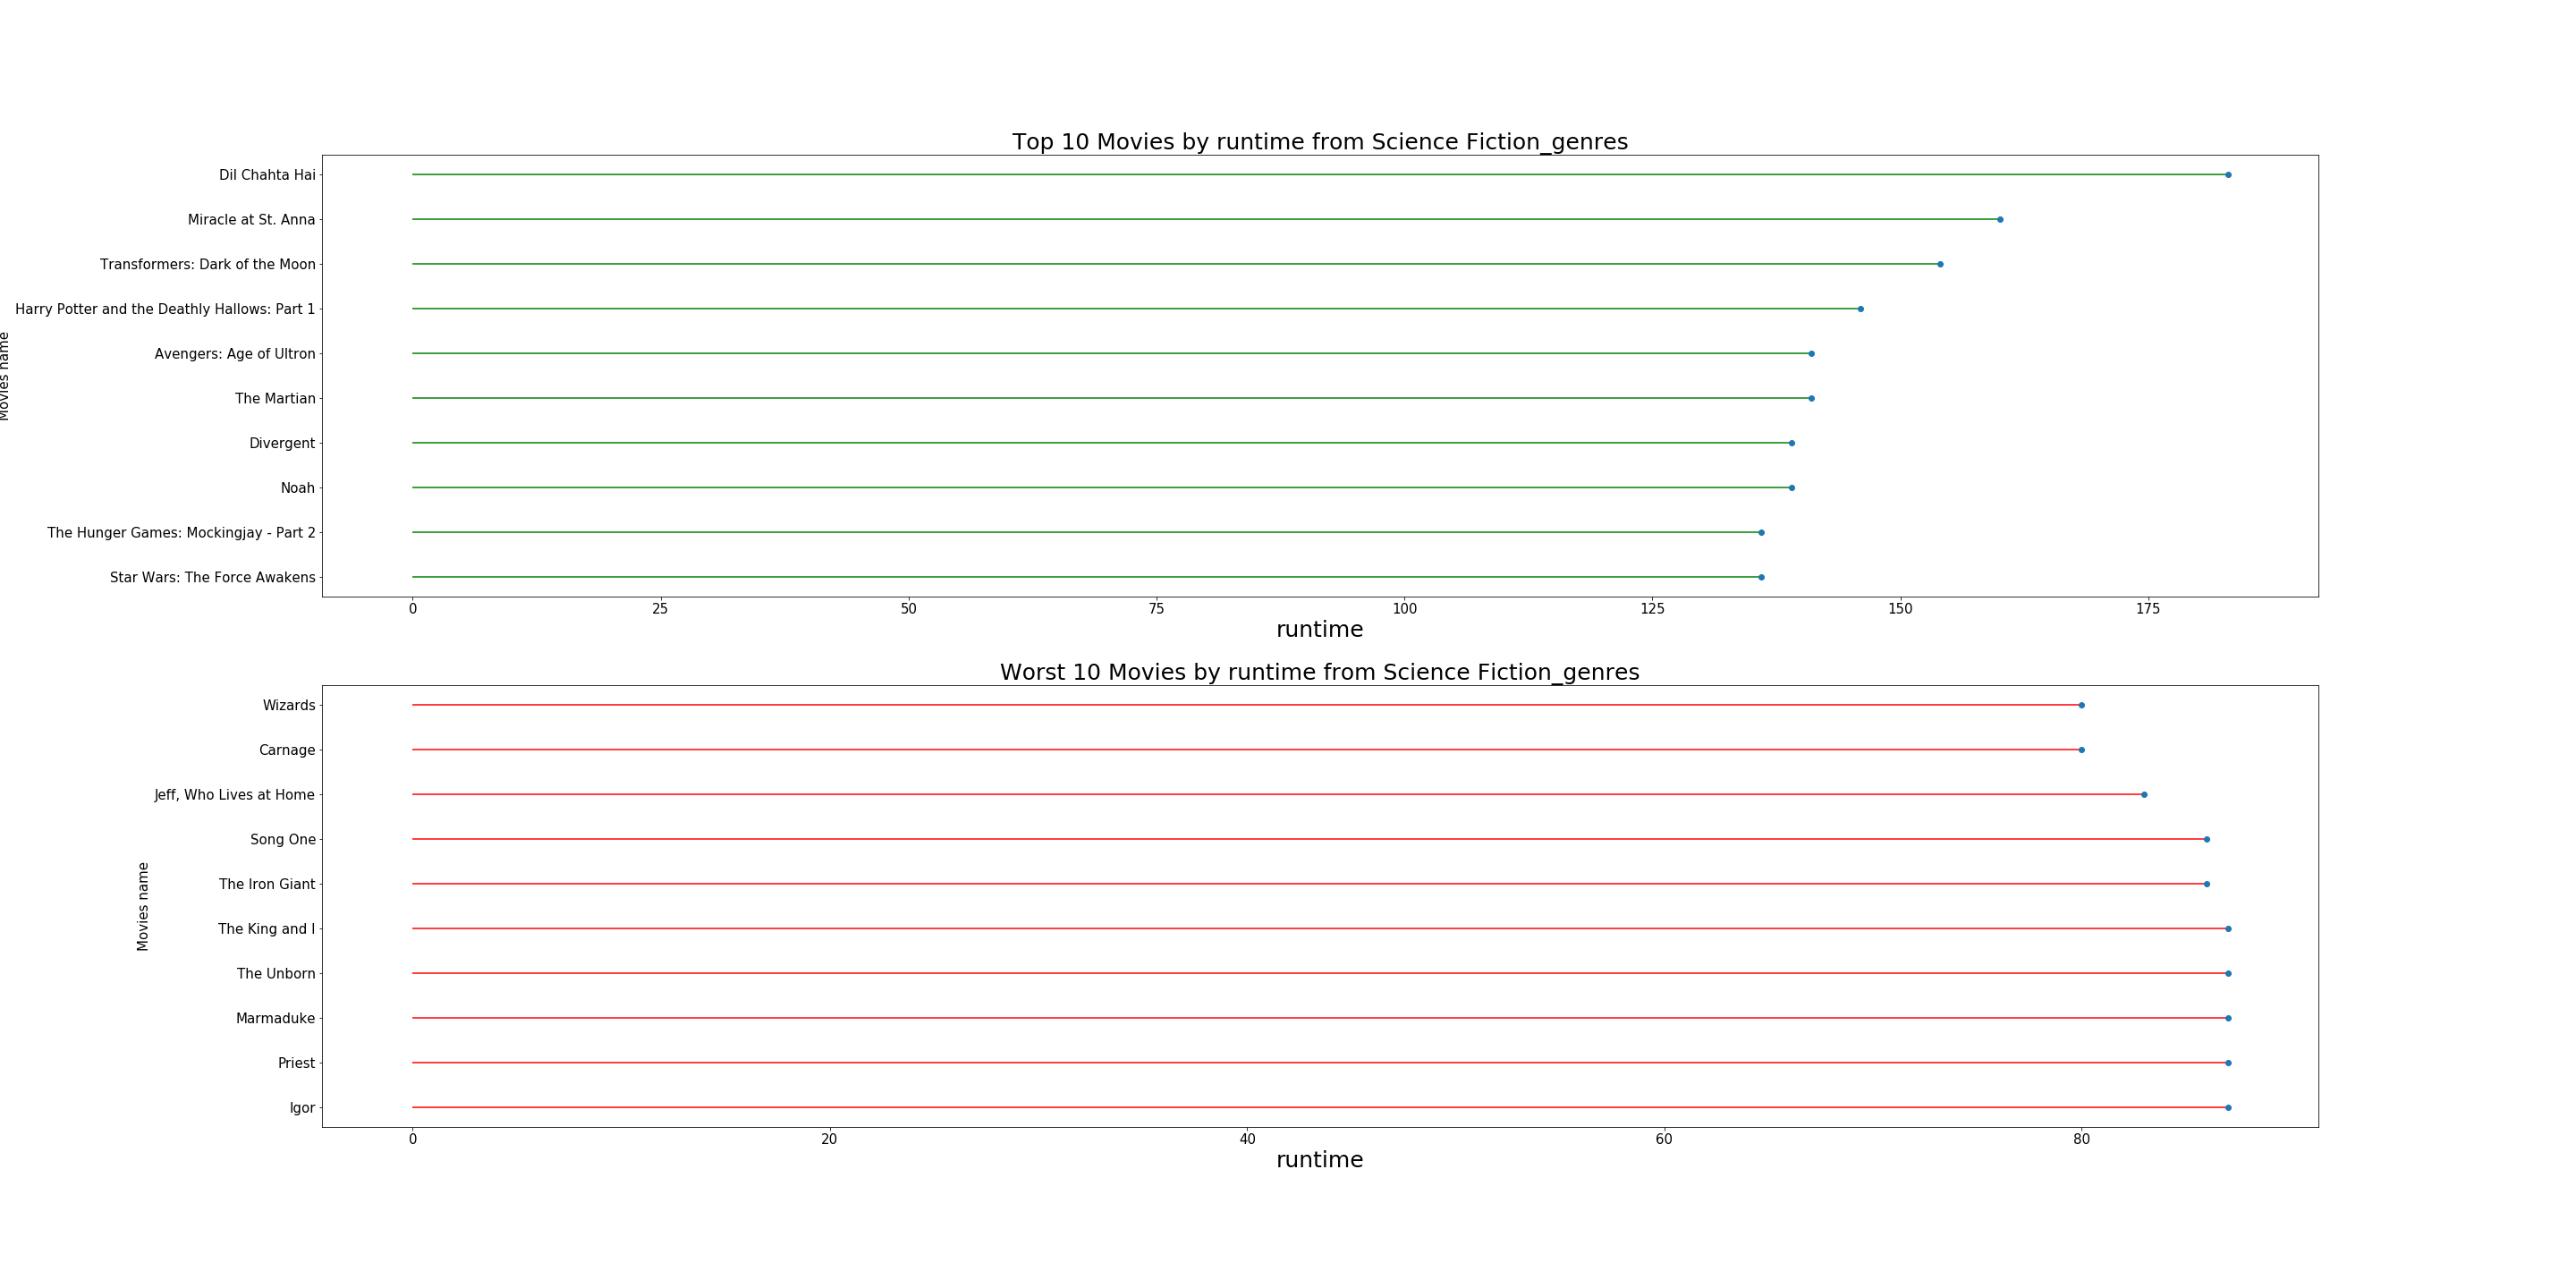 Top 10 Movies by runtime from Science Fiction_genres
Dil Chahta Hai
Miracle at St. Anna
Transformers: Dark of the Moon
Harry Potter and the Deathly Hallows: Part 1
Avengers: Age of Ultron
The Martian
Divergent
Noah
The Hunger Games: Mockingjay - Part 2
Star Wars: The Force Awakens
Movies name
0 25 50 75 100 125 150 175
runtime
Worst 10 Movies by runtime from Science Fiction_genres
Wizards
Carnage
Jeff, Who Lives at Home
Song One
The Iron Giant
The King and I
The Unborn
Marmaduke
Priest
Igor
Movies name
0 20 40 60 80
runtime